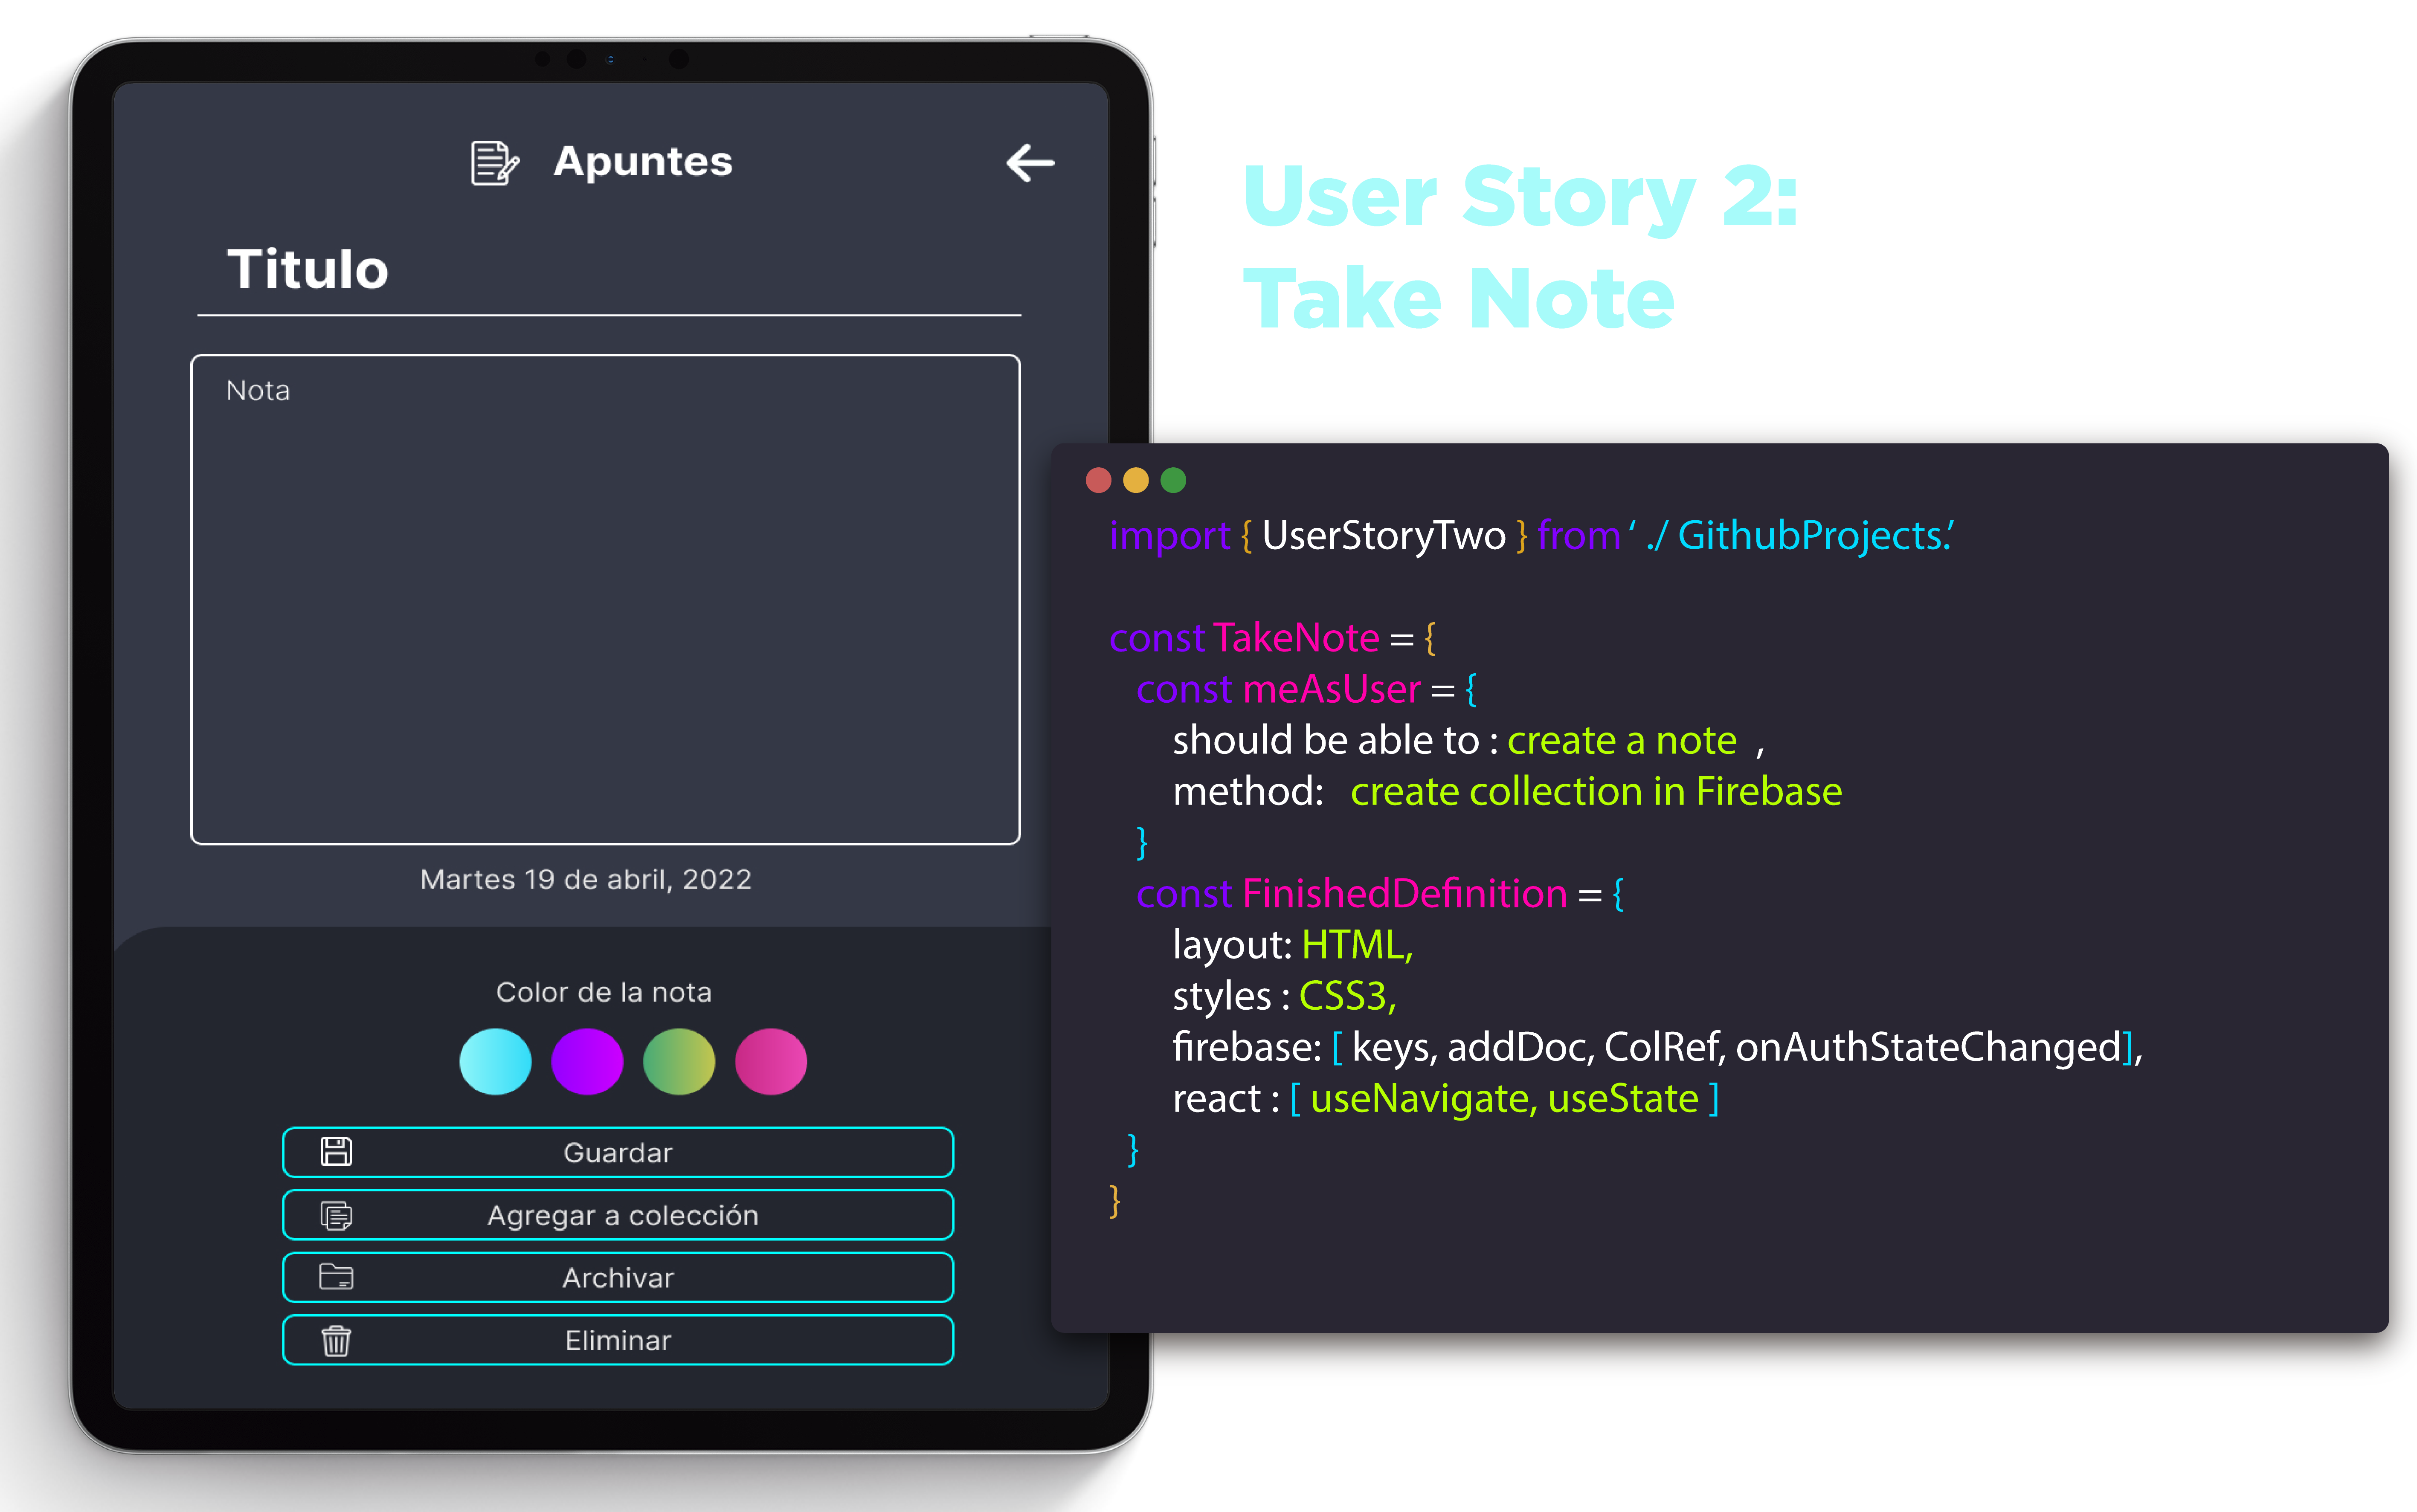 Apuntes
Titulo
Nota
Martes 19 de abril, 2022
Color de la nota
Guardar
Agregar a colección
Archivar
Eliminar
User Story 2:
Take Note
import { UserStoryTwo } from ‘ ./ GithubProjects.’
const TakeNote = {
const meAsUser = {
should be able to : create a note ,
method: create collection in Firebase
}
const FinishedDefinition = {
layout: HTML,
styles : CSS3,
firebase: [ keys, addDoc, ColRef, onAuthStateChanged],
react : [ useNavigate, useState ]
}
}